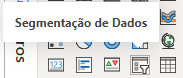 Segmentação de Dados